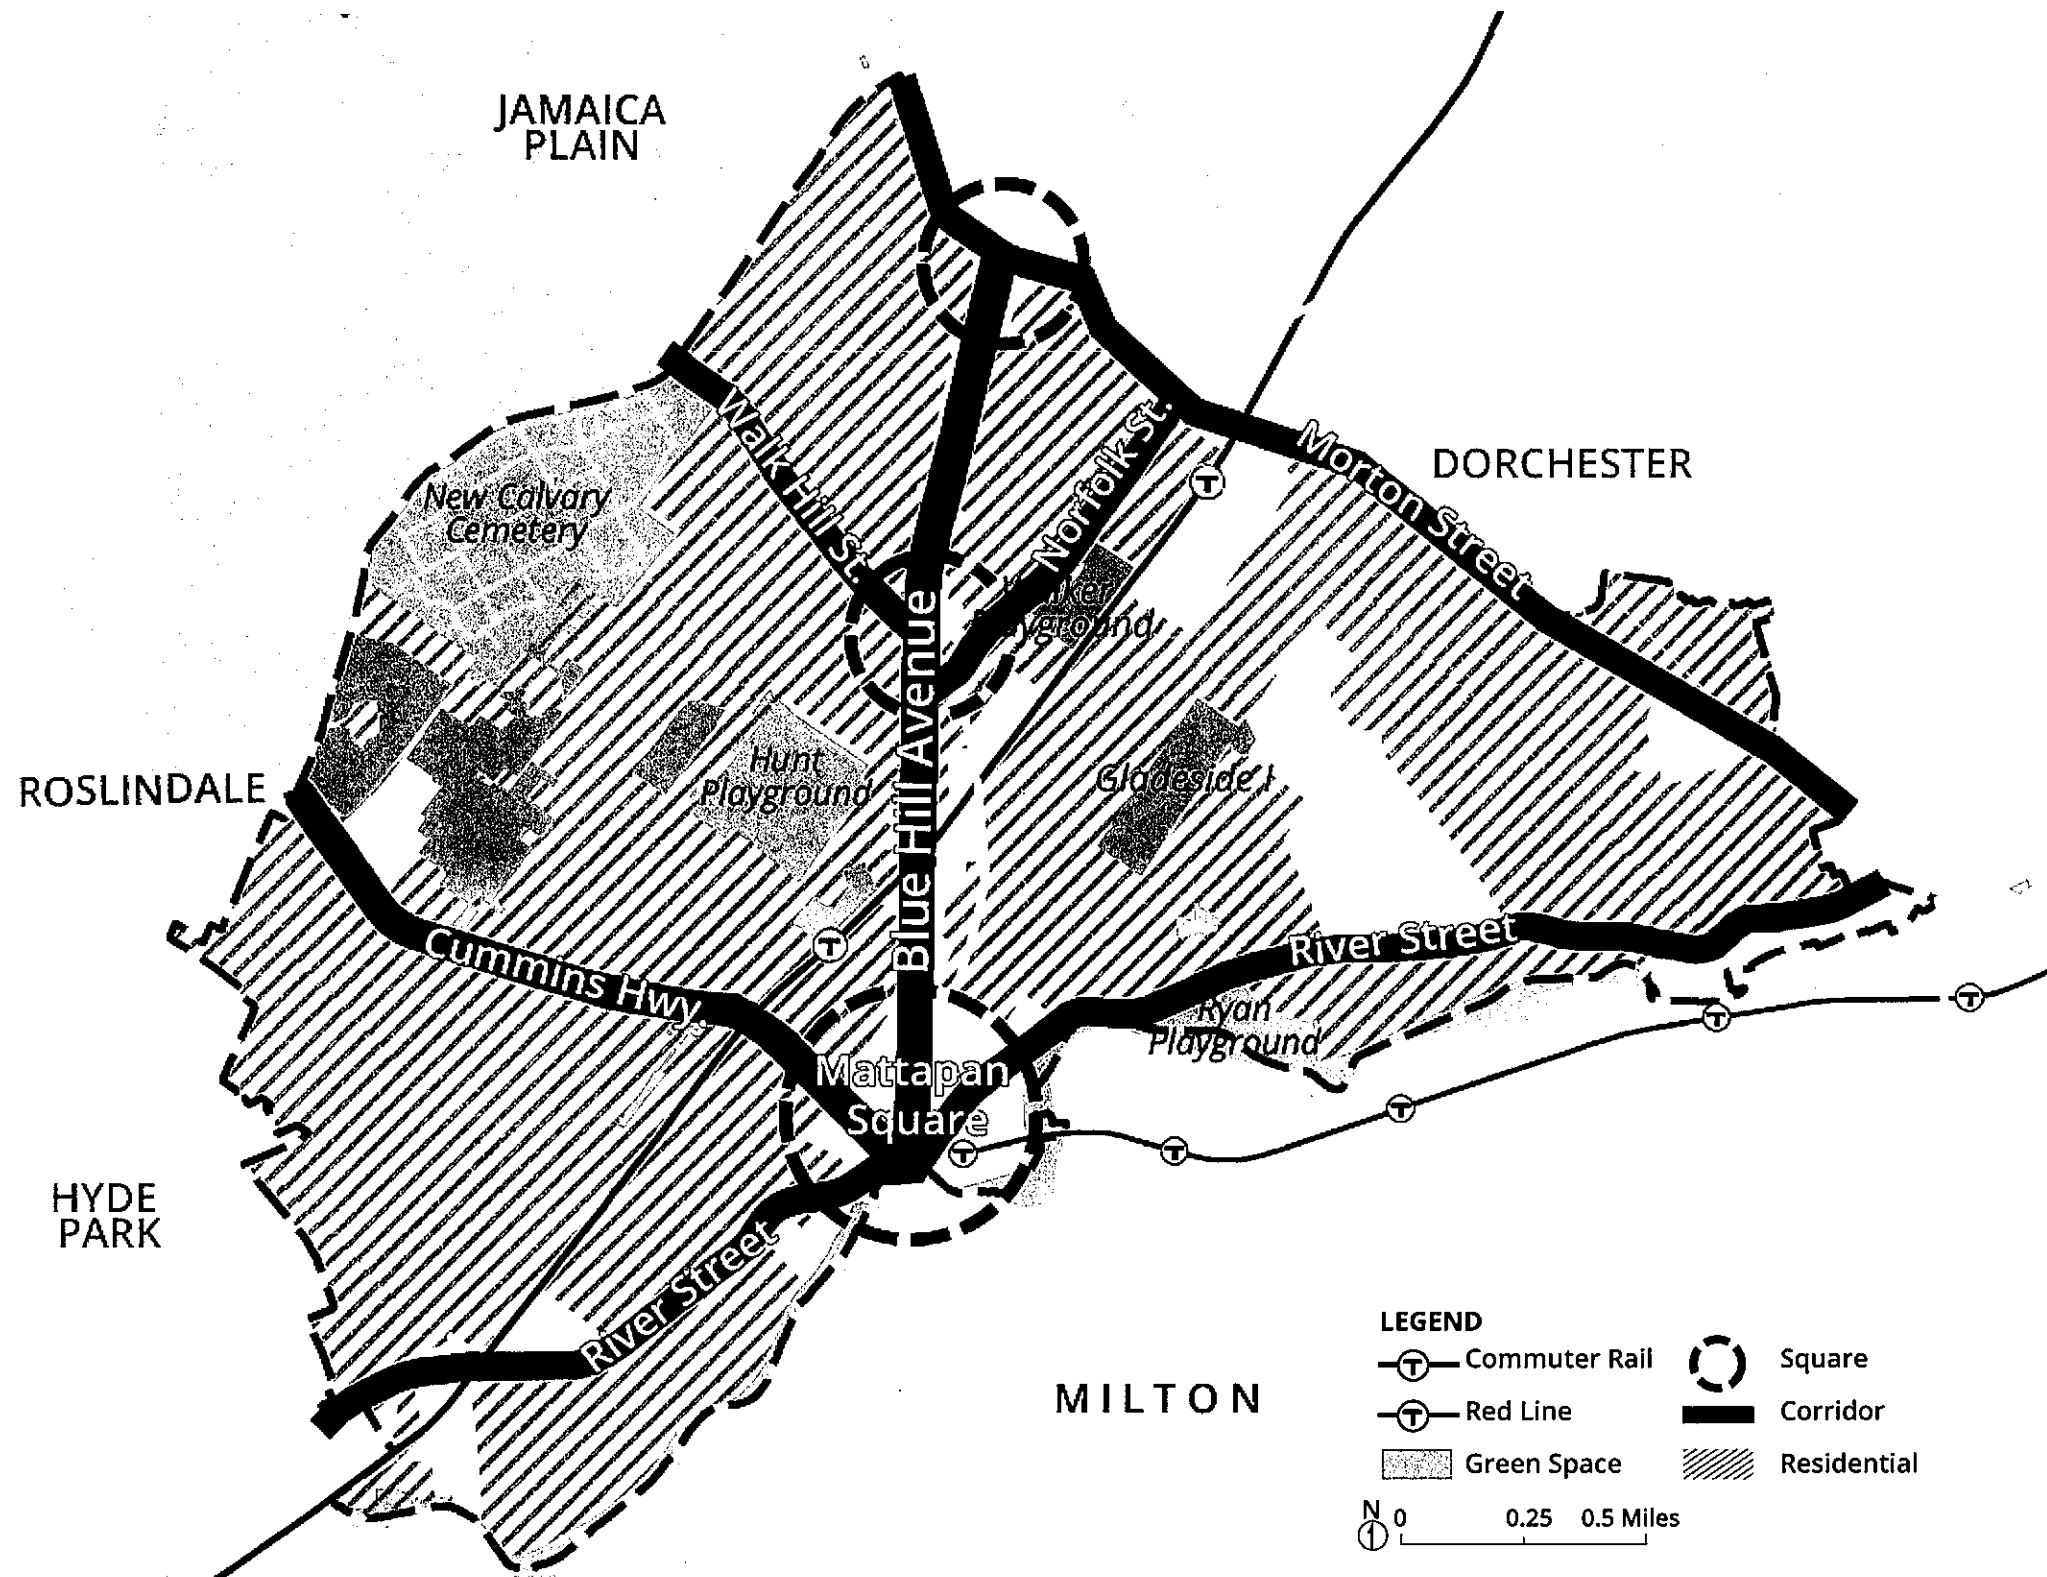 JAMAICA
PLAIN
Walk Hill St.
Norfolk St.
Morton Street
DORCHESTER
New Calvary
Cemetery
Playground
Blue Hill Avenue
Hunt
Playground
Gladeside I
ROSLINDALE
Cummins Hwy.
River Street
Ryan
Playground
Mattapan
Square
HYDE
PARK
River Street
MILTON
LEGEND
T Commuter Rail
T Red Line
Green Space
Square
Corridor
Residential
N
0 0.25 0.5 Miles
T
T
T
T
T
T
T